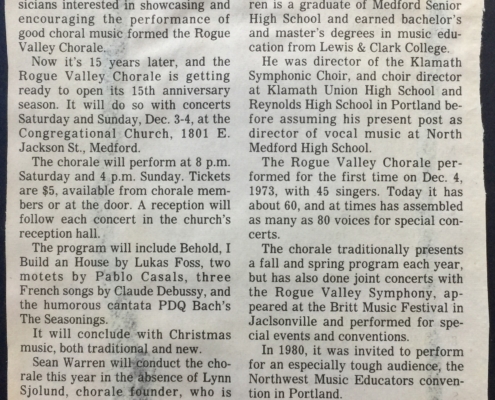 sicians interested in showcasing and
encouraging the performance of
good choral music formed the Rogue
Valley Chorale.
Now it's 15 years later, and the
Rogue Valley Chorale is getting
ready to open its 15th anniversary
season. It will do so with concerts
Saturday and Sunday, Dec. 3-4, at the
Congregational Church, 1801 E.
Jackson St., Medford.
The chorale will perform at 8 p.m.
Saturday and 4 p.m. Sunday. Tickets
are $5, available from chorale mem-
bers or at the door. A reception will
follow each concert in the church's
reception hall.
The program will include Behold, I
Build an House by Lukas Foss, two
motets by Pablo Casals, three
French songs by Claude Debussy, and
the humorous cantata PDQ Bach's
The Seasonings.
It will conclude with Christmas
music, both traditional and new.
Sean Warren will conduct the cho-
rale this year in the absence of Lynn
Sjolund, chorale founder, who is
ren is a graduate of Medford Senior
High School and earned bachelor's
and master's degrees in music edu-
cation from Lewis & Clark College.
He was director of the Klamath
Symphonic Choir, and choir director
at Klamath Union High School and
Reynolds High School in Portland be-
fore assuming his present post as
director of vocal music at North
Medford High School.
The Rogue Valley Chorale per-
formed for the first time on Dec. 4,
1973, with 45 singers. Today it has
about 60, and at times has assembled
as many as 80 voices for special con-
certs.
The chorale traditionally presents
a fall and spring program each year,
but has also done joint concerts with
the Rogue Valley Symphony, ap-
peared at the Britt Music Festival in
Jaclsonville and performed for spe-
cial events and conventions.
In 1980, it was invited to perform
for an especially tough audience, the
Northwest Music Educators conven-
tion in Portland.